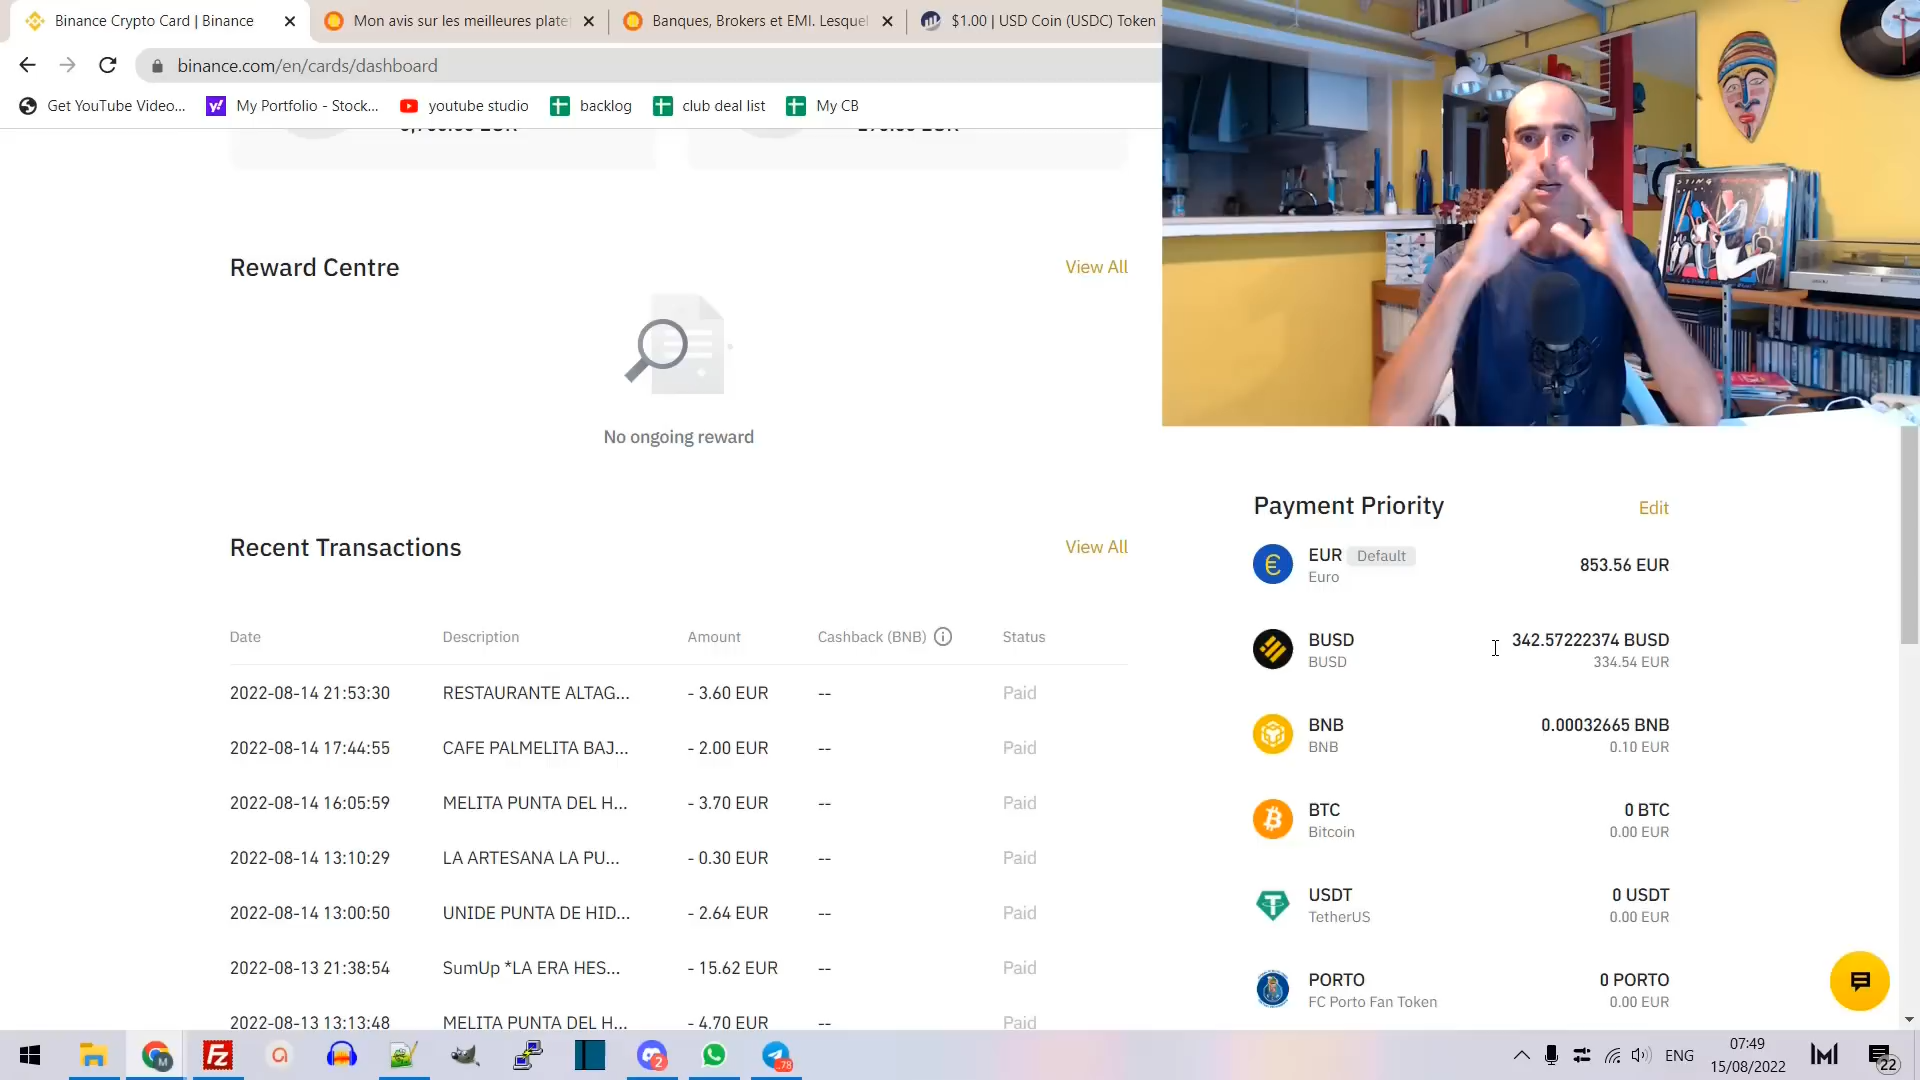 Binance Crypto Card | Binance
Mon avis sur les meilleures plate
Banques, Brokers et EMI. Lesquel
$1.00 | USD Coin (USDC) Token
binance.com/en/cards/dashboard
Get YouTube Video...
My Portfolio - Stock...
youtube studio
backlog
club deal list
My CB
Reward Centre
View All
No ongoing reward
Recent Transactions
View All
Date Description Amount Cashback (BNB) Status
2022-08-14 21:53:30 RESTAURANTE ALTAG... - 3.60 EUR -- Paid
2022-08-14 17:44:55 CAFE PALMELITA BAJ... - 2.00 EUR -- Paid
2022-08-14 16:05:59 MELITA PUNTA DEL H... - 3.70 EUR -- Paid
2022-08-14 13:10:29 LA ARTESANA LA PU... - 0.30 EUR -- Paid
2022-08-14 13:00:50 UNIDE PUNTA DE HID... - 2.64 EUR -- Paid
2022-08-13 21:38:54 SumUp *LA ERA HES... - 15.62 EUR -- Paid
2022-08-13 13:13:48 MELITA PUNTA DEL H... - 4.70 EUR -- Paid
STING
Payment Priority
Edit
EUR Default
Euro
853.56 EUR
BUSD
BUSD
342.57222374 BUSD
334.54 EUR
BNB
BNB
0.00032665 BNB
0.10 EUR
BTC
Bitcoin
0 BTC
0.00 EUR
USDT
TetherUS
0 USDT
0.00 EUR
PORTO
FC Porto Fan Token
0 PORTO
0.00 EUR
M
FZ
2
78
ENG
07:49
15/08/2022
22